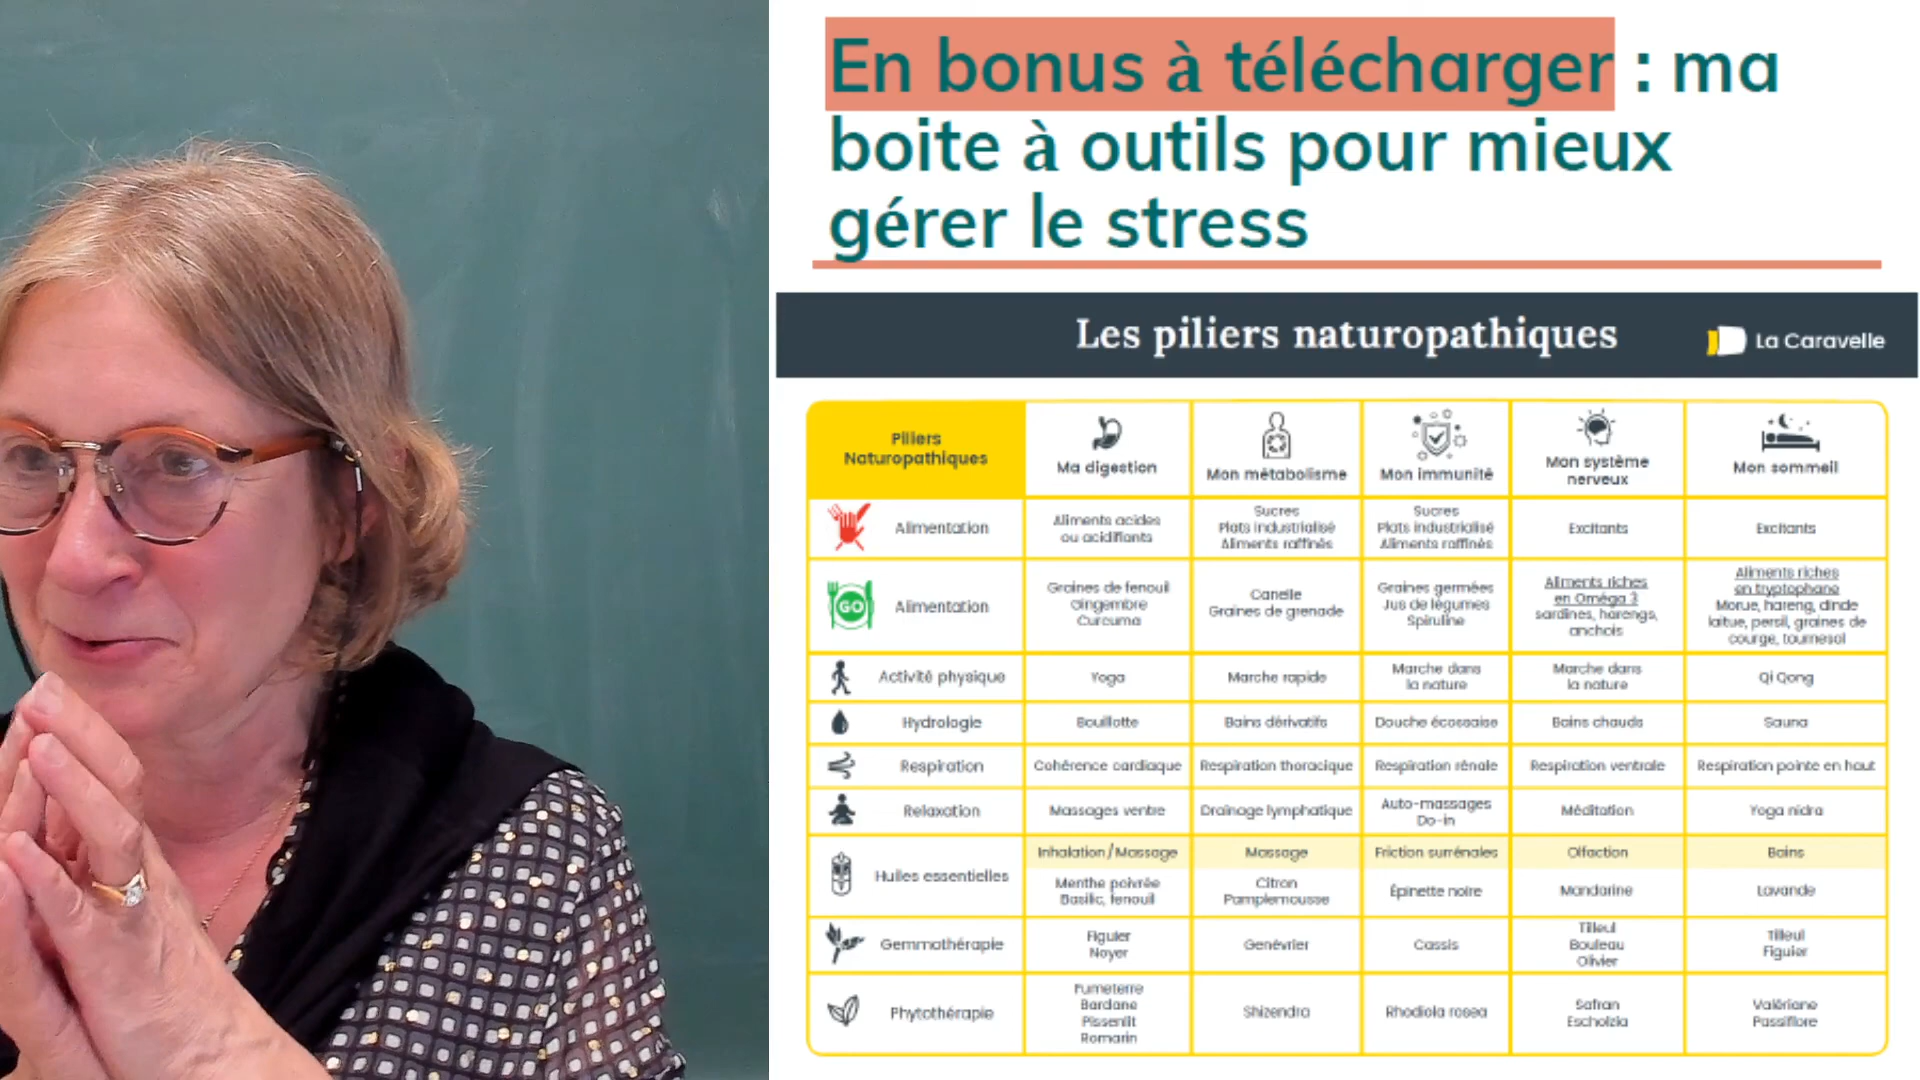 En bonus à télécharger : ma
boite à outils pour mieux
gérer le stress
Les piliers naturopathiques
La Caravelle
Piliers
Naturopathiques
Ma digestion
Mon métabolisme
Mon immunité
Mon système
nerveux
Mon sommeil
Alimentation
Aliments acides
ou acidifiants
Sucres
Plats industrialisé
Aliments raffinés
Sucres
Plats industrialisé
Aliments raffinés
Excitants
Excitants
GO
Alimentation
Graines de fenouil
Gingembre
Curcuma
Canelle
Graines de grenade
Graines germées
Jus de légumes
Spiruline
Aliments riches
en Oméga 3
sardines, harengs,
anchois
Aliments riches
en tryptophane
Morue, hareng, dinde
laitue, persil, graines de
courge, tournesol
Activité physique
Yoga
Marche rapide
Marche dans
la nature
Marche dans
la nature
Qi Qong
Hydrologie
Bouillotte
Bains dérivatifs
Douche écossaise
Bains chauds
Sauna
Respiration
Cohérence cardiaque
Respiration thoracique
Respiration rénale
Respiration ventrale
Respiration pointe en haut
Relaxation
Massages ventre
Drainage lymphatique
Auto-massages
Do-in
Méditation
Yoga nidra
Huiles essentielles
Inhalation/Massage
Massage
Friction surrénales
Olfaction
Bains
Menthe poivrée
Basilic, fenouil
Citron
Pamplemousse
Épinette noire
Mandarine
Lavande
Gemmothérapie
Figuier
Noyer
Genévrier
Cassis
Tilleul
Bouleau
Olivier
Tilleul
Figuier
Phytothérapie
Fumeterre
Bardane
Pissenlit
Romarin
Shizendra
Rhodiola rosea
Safran
Escholzia
Valériane
Passiflore